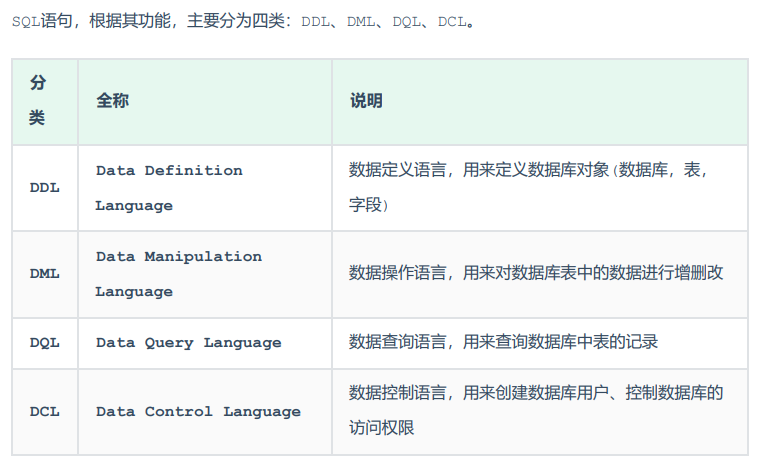 SQL语句，根据其功能，主要分为四类：DDL、DML、DQL、DCL。
分
类
全称
说明
DDL
Data Definition
Language
数据定义语言，用来定义数据库对象(数据库，表，
字段)
DML
Data Manipulation
Language
数据操作语言，用来对数据库表中的数据进行增删改
DQL
Data Query Language
数据查询语言，用来查询数据库中表的记录
DCL
Data Control Language
数据控制语言，用来创建数据库用户、控制数据库的
访问权限